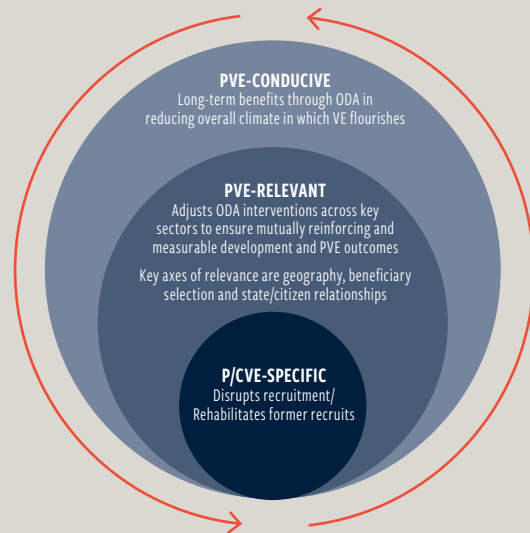 PVE-CONDUCIVE
Long-term benefits through ODA in
reducing overall climate in which VE flourishes
PVE-RELEVANT
Adjusts ODA interventions across key
sectors to ensure mutually reinforcing and
measurable development and PVE outcomes
Key axes of relevance are geography, beneficiary
selection and state/citizen relationships
P/CVE-SPECIFIC
Disrupts recruitment/
Rehabilitates former recruits